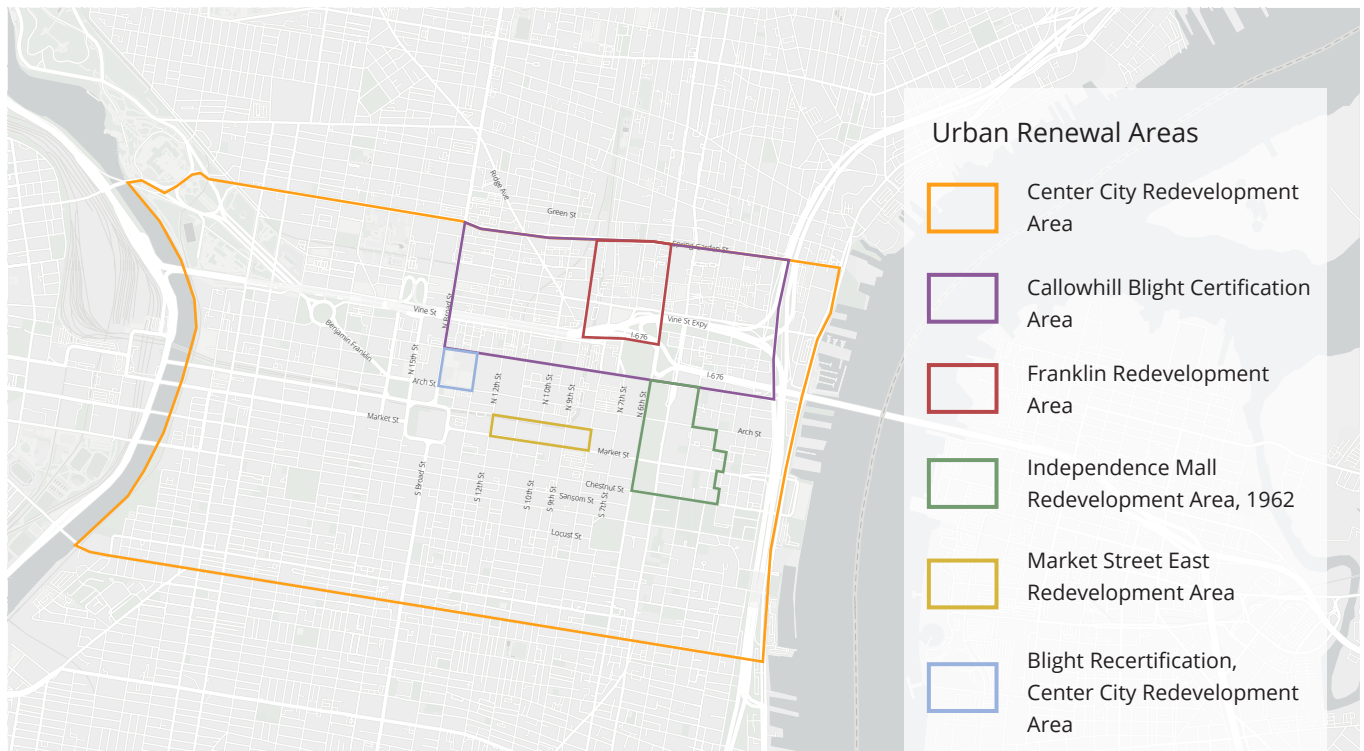 Urban Renewal Areas
Center City Redevelopment
Area
Callowhill Blight Certification
Area
Franklin Redevelopment
Area
Independence Mall
Redevelopment Area, 1962
Market Street East
Redevelopment Area
Blight Recertification,
Center City Redevelopment
Area
Ridge Ave
Green St
Spring Garden St
N Broad St
Vine St
Vine St Expy
I-676
I-676
Benjamin Franklin
N 15th St
Arch St
N 12th St
N 10th St
N 9th St
N 7th St
N 6th St
Market St
Arch St
Market St
S Broad St
S 12th St
S 10th St
S 9th St
Chestnut St
Sansom St
S 7th St
Locust St